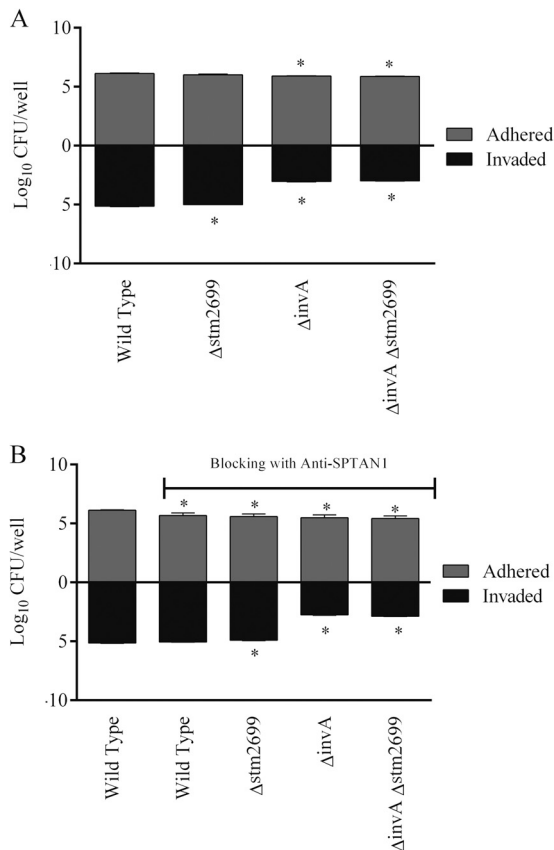 A
10
5
0
5
-10
Log10 CFU/well
*
*
*
*
*
Adhered
Invaded
Wild Type
Δstm2699
ΔinvA
ΔinvA Δstm2699
B
Blocking with Anti-SPTAN1
10
5
0
5
-10
Log10 CFU/well
*
*
*
*
*
*
*
Adhered
Invaded
Wild Type
Wild Type
Δstm2699
ΔinvA
ΔinvA Δstm2699